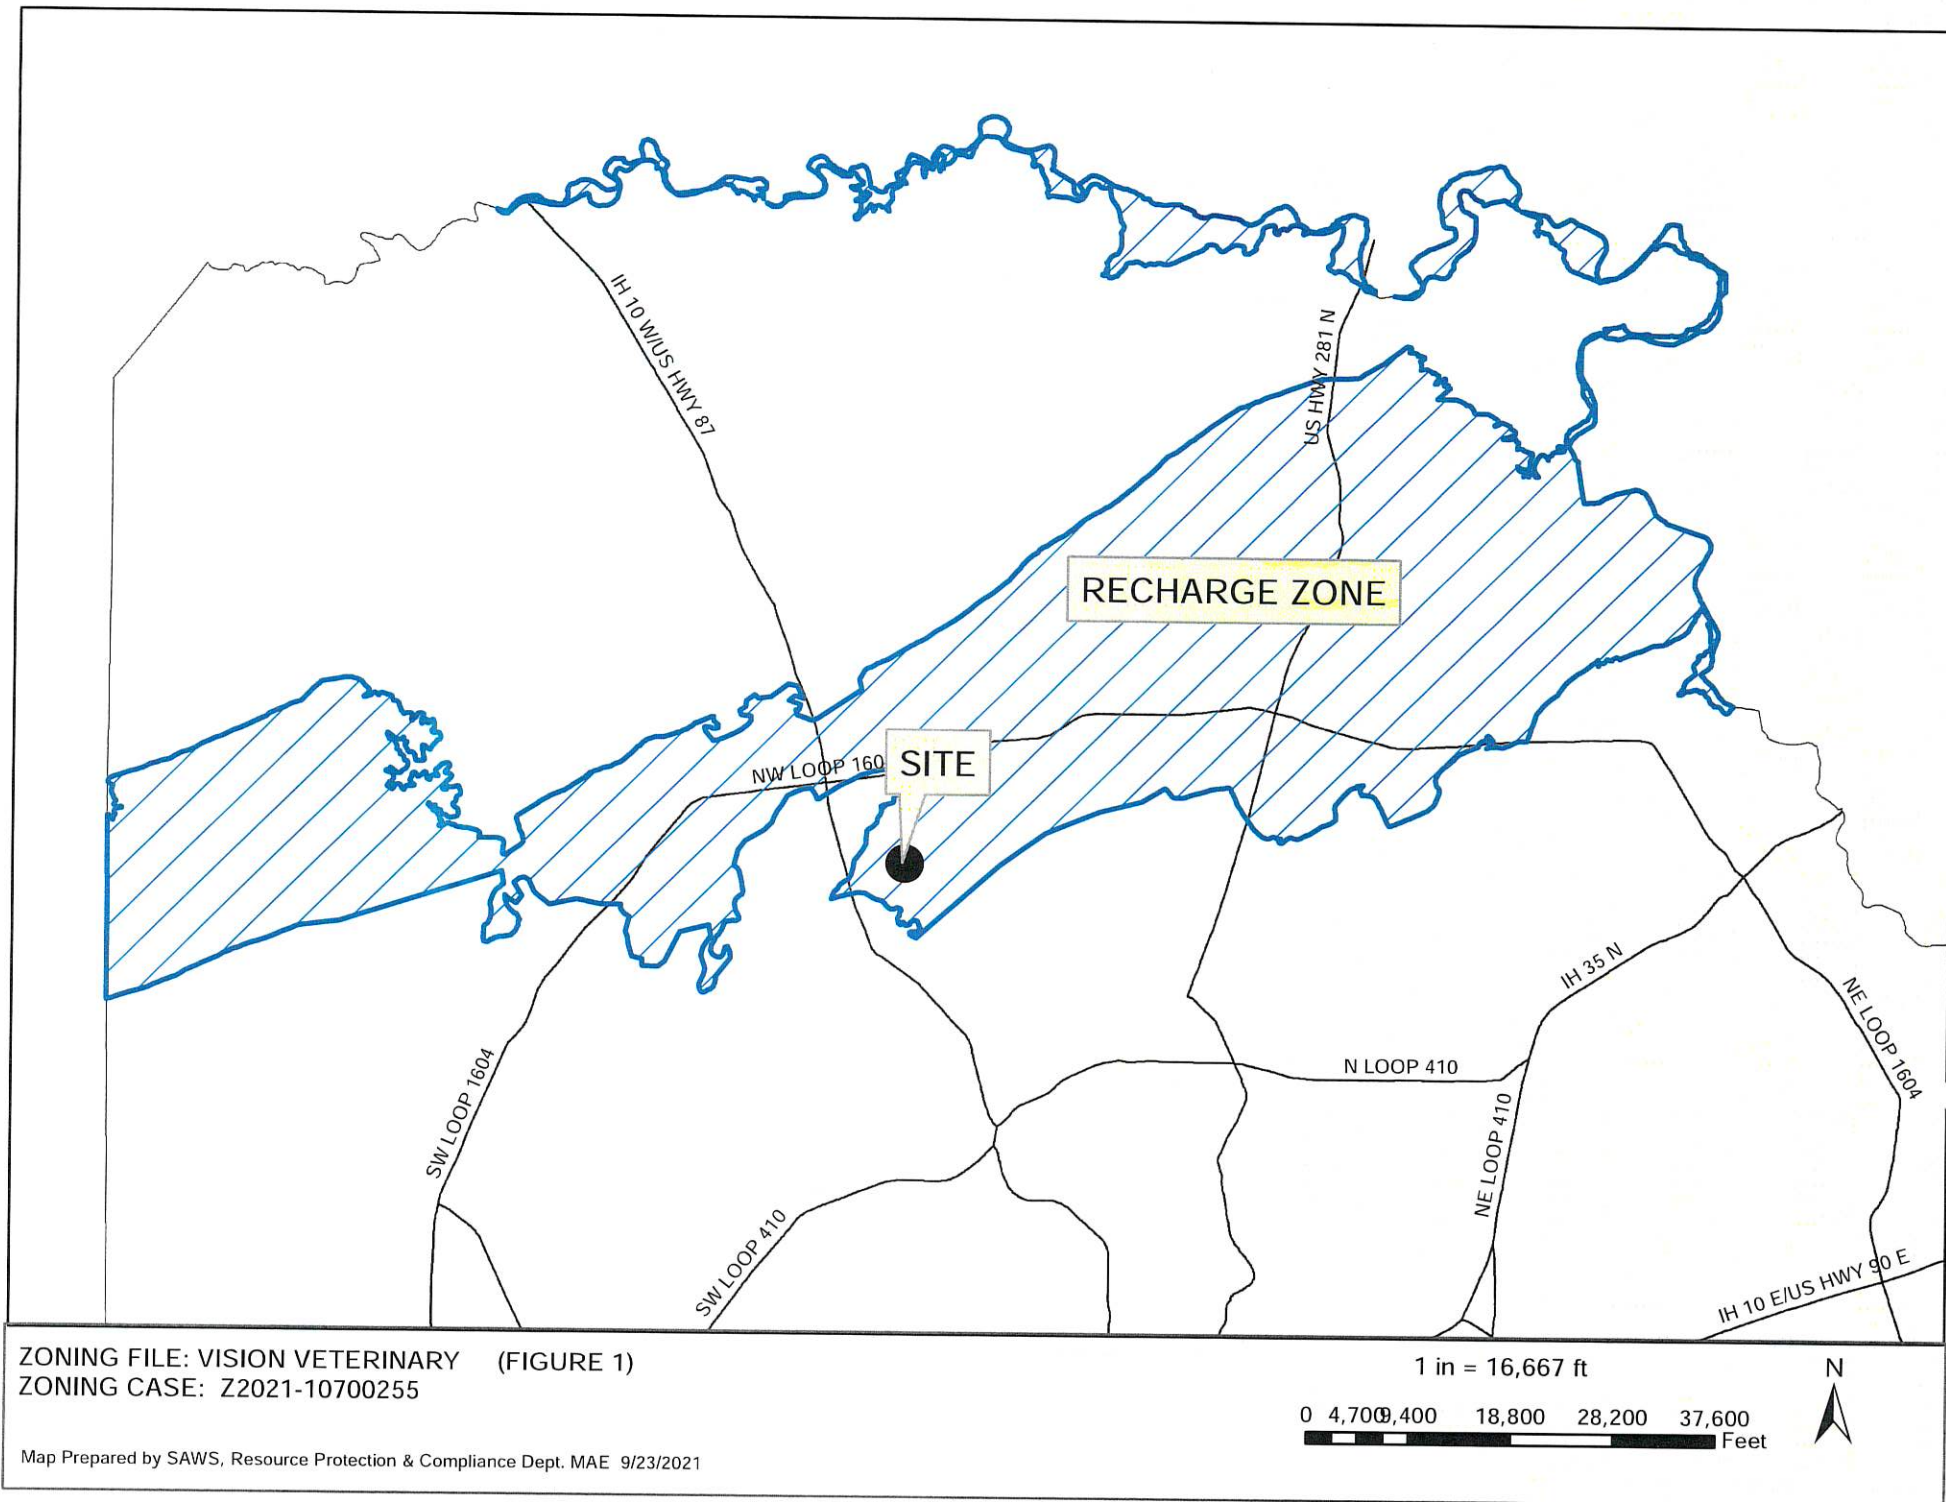 IH 10 W/US HWY 87
US HWY 281 N
RECHARGE ZONE
SITE
NW LOOP 160
IH 35 N
NE LOOP 1604
N LOOP 410
SW LOOP 1604
NE LOOP 410
SW LOOP 410
IH 10 E/US HWY 90 E
ZONING FILE: VISION VETERINARY (FIGURE 1)
ZONING CASE: Z2021-10700255
Map Prepared by SAWS, Resource Protection & Compliance Dept. MAE 9/23/2021
1 in = 16,667 ft
0 4,700 9,400 18,800 28,200 37,600
Feet
N